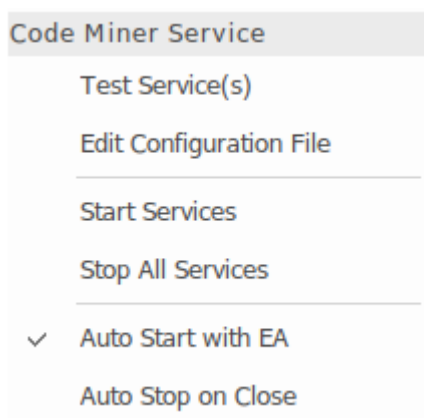 Code Miner Service
Test Service(s)
Edit Configuration File
Start Services
Stop All Services
Auto Start with EA
Auto Stop on Close